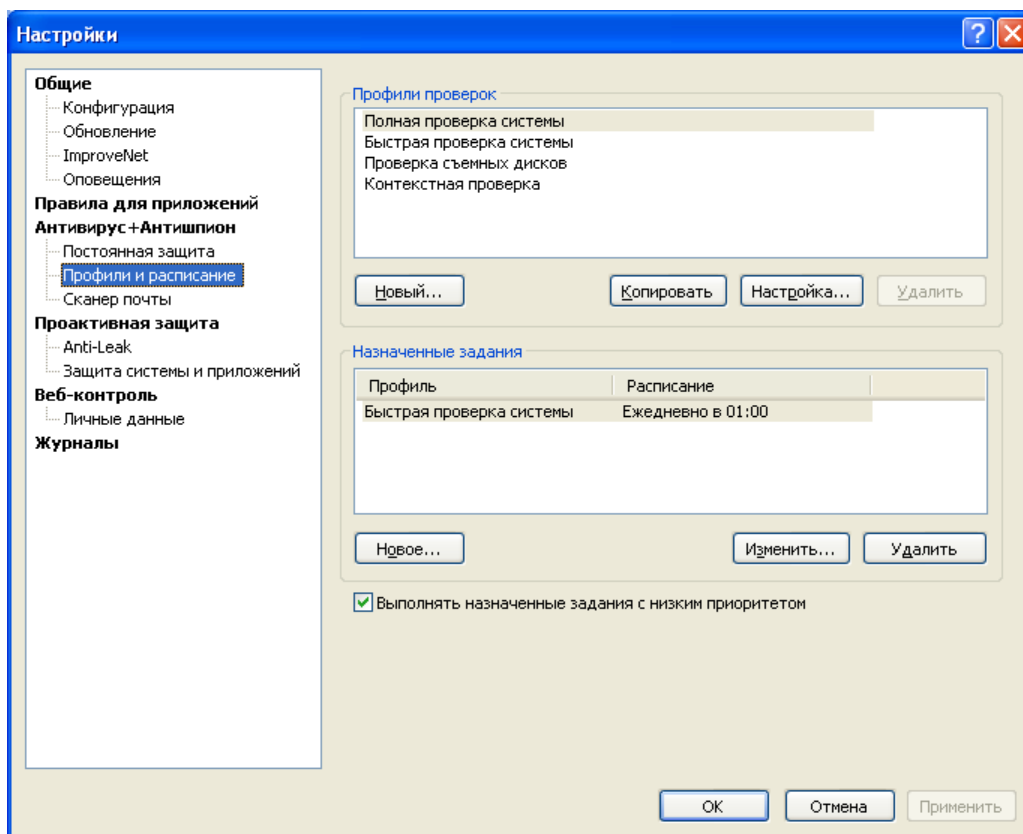 Настройки
Общие
Конфигурация
Обновление
ImproveNet
Оповещения
Правила для приложений
Антивирус+Антишпион
Постоянная защита
Профили и расписание
Сканер почты
Проактивная защита
Anti-Leak
Защита системы и приложений
Веб-контроль
Личные данные
Журналы
Профили проверок
Полная проверка системы
Быстрая проверка системы
Проверка съемных дисков
Контекстная проверка
Новый... Копировать Настройка... Удалить
Назначенные задания
Профиль Расписание
Быстрая проверка системы Ежедневно в 01:00
Новое... Изменить... Удалить
Выполнять назначенные задания с низким приоритетом
ОК Отмена Применить